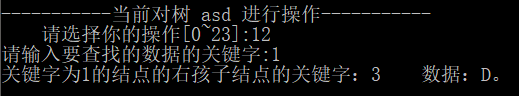 -----------当前对树 asd 进行操作-----------
请选择你的操作[0~23]:12
请输入要查找的数据的关键字:1
关键字为1的结点的右孩子结点的关键字：3    数据：D。